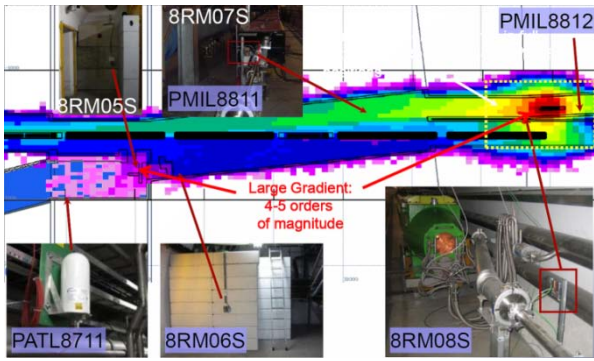 8RM07S
PMIL8812
8RM05S
PMIL8811
Large Gradient:
4-5 orders
of magnitude
PATL8711
8RM06S
8RM08S